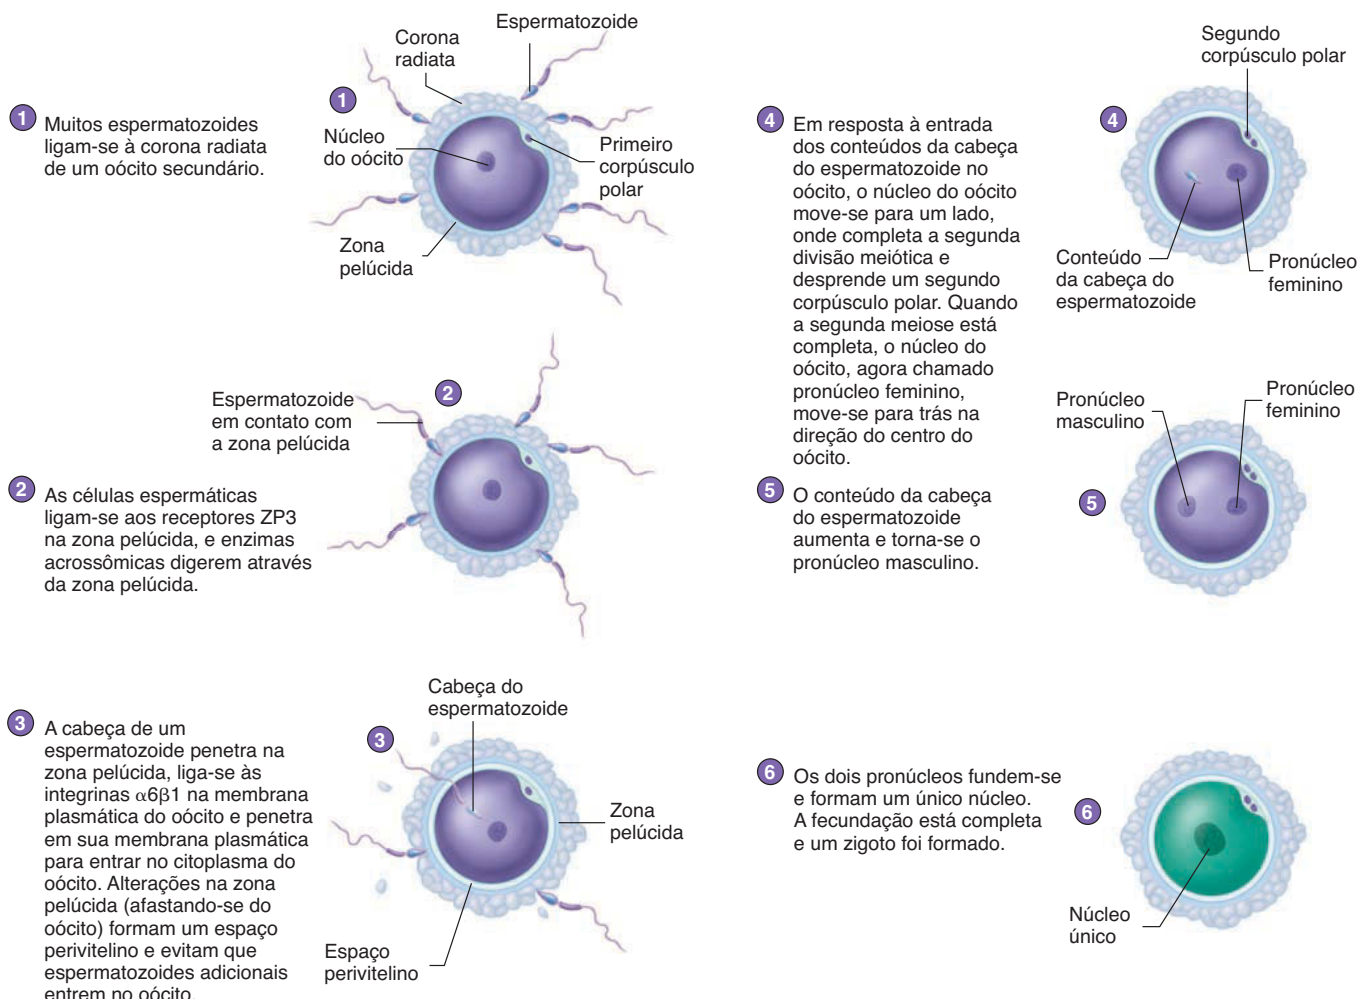 Espermatozoide
Corona
radiata
1
Núcleo
do oócito
Primeiro
corpúsculo
polar
Zona
pelúcida
1 Muitos espermatozoides
ligam-se à corona radiata
de um oócito secundário.
2
Espermatozoide
em contato com
a zona pelúcida
2 As células espermáticas
ligam-se aos receptores ZP3
na zona pelúcida, e enzimas
acrossômicas digerem através
da zona pelúcida.
Cabeça do
espermatozoide
3
Zona
pelúcida
Espaço
perivitelino
3 A cabeça de um
espermatozoide penetra na
zona pelúcida, liga-se às
integrinas α6β1 na membrana
plasmática do oócito e penetra
em sua membrana plasmática
para entrar no citoplasma do
oócito. Alterações na zona
pelúcida (afastando-se do
oócito) formam um espaço
perivitelino e evitam que
espermatozoides adicionais
entrem no oócito.
4 Em resposta à entrada
dos conteúdos da cabeça
do espermatozoide no
oócito, o núcleo do oócito
move-se para um lado,
onde completa a segunda
divisão meiótica e
desprende um segundo
corpúsculo polar. Quando
a segunda meiose está
completa, o núcleo do
oócito, agora chamado
pronúcleo feminino,
move-se para trás na
direção do centro do
oócito.
Segundo
corpúsculo polar
4
Conteúdo
da cabeça do
espermatozoide
Pronúcleo
feminino
5 O conteúdo da cabeça
do espermatozoide
aumenta e torna-se o
pronúcleo masculino.
Pronúcleo
masculino
Pronúcleo
feminino
5
6 Os dois pronúcleos fundem-se
e formam um único núcleo.
A fecundação está completa
e um zigoto foi formado.
6
Núcleo
único